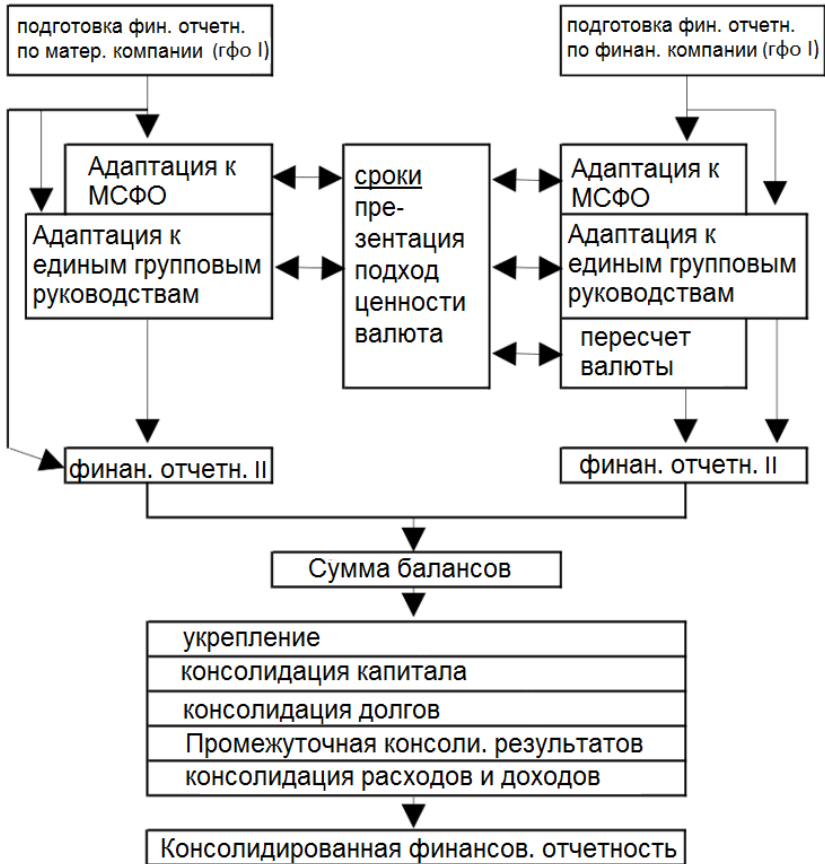 подготовка фин. отчетн.
по матер. компании (гфо I)
подготовка фин. отчетн.
по финан. компании (гфо I)
Адаптация к
МСФО
Адаптация к
единым групповым
руководствам
сроки
пре-
зентация
подход
ценности
валюта
Адаптация к
МСФО
Адаптация к
единым групповым
руководствам
пересчет
валюты
финан. отчетн. II
финан. отчетн. II
Сумма балансов
укрепление
консолидация капитала
консолидация долгов
Промежуточная консоли. результатов
консолидация расходов и доходов
Консолидированная финансов. отчетность